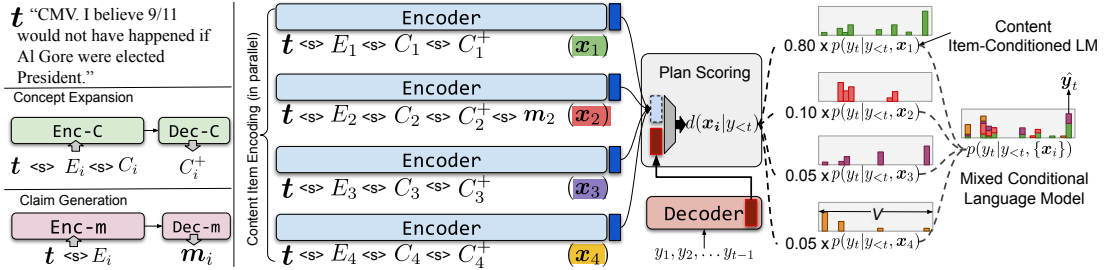 t “CMV. I believe 9/11
would not have happened if
Al Gore were elected
President.”
Concept Expansion
Enc-C
Dec-C
t <s> E_i <s> C_i
C_i^+
Claim Generation
Enc-m
Dec-m
t <s> E_i
m_i
Content Item Encoding (in parallel)
Encoder
t <s> E_1 <s> C_1 <s> C_1^+ (x_1)
Encoder
t <s> E_2 <s> C_2 <s> C_2^+ <s> m_2 (x_2)
Encoder
t <s> E_3 <s> C_3 <s> C_3^+ (x_3)
Encoder
t <s> E_4 <s> C_4 <s> C_4^+ (x_4)
Plan Scoring
d(x_i|y_{<t})
Decoder
y_1, y_2, ... y_{t-1}
0.80 x p(y_t|y_{<t}, x_1)
0.10 x p(y_t|y_{<t}, x_2)
0.05 x p(y_t|y_{<t}, x_3)
V
0.05 x p(y_t|y_{<t}, x_4)
Content
Item-Conditioned LM
ŷ_t
p(y_t|y_{<t}, {x_i})
Mixed Conditional
Language Model